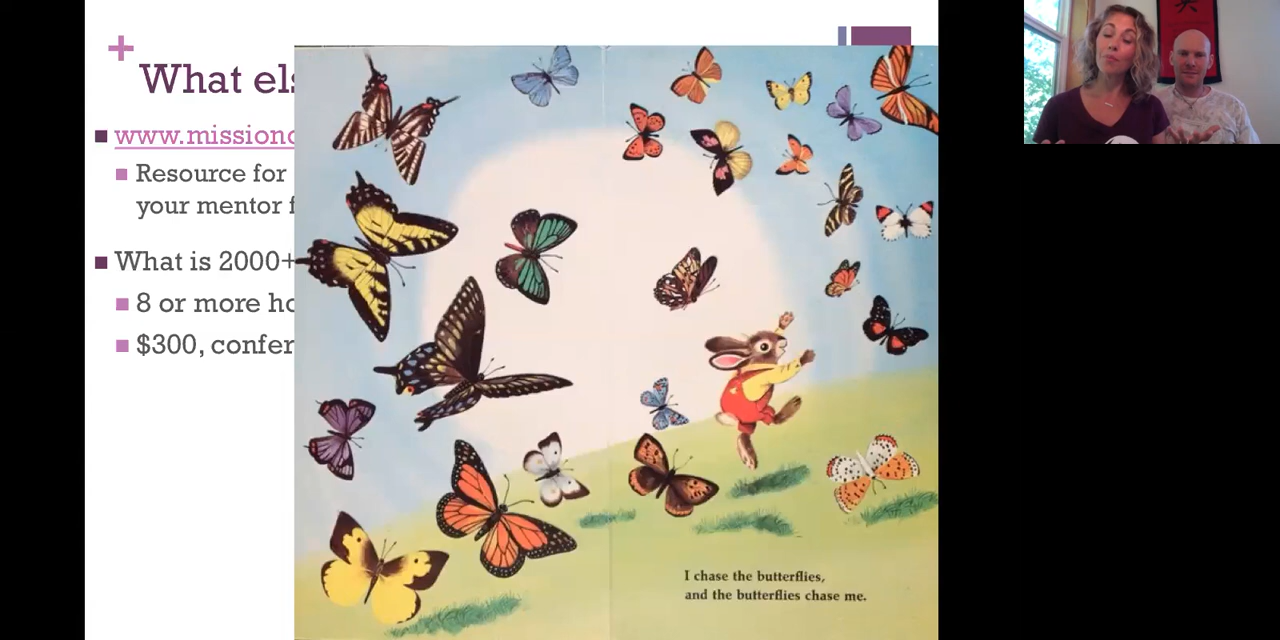 What els
www.missiono
Resource for
your mentor f
What is 2000+
8 or more ho
$300, confer
I chase the butterflies,
and the butterflies chase me.
英